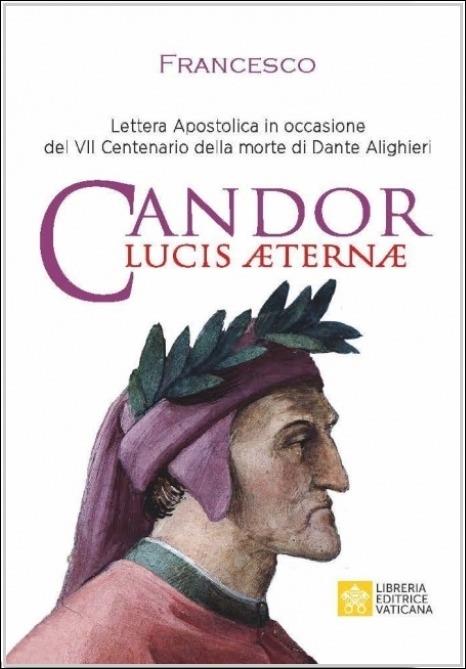 FRANCESCO
Lettera Apostolica in occasione
del VII Centenario della morte di Dante Alighieri
CANDOR
LUCIS ÆTERNÆ
LIBRERIA
EDITRICE
VATICANA